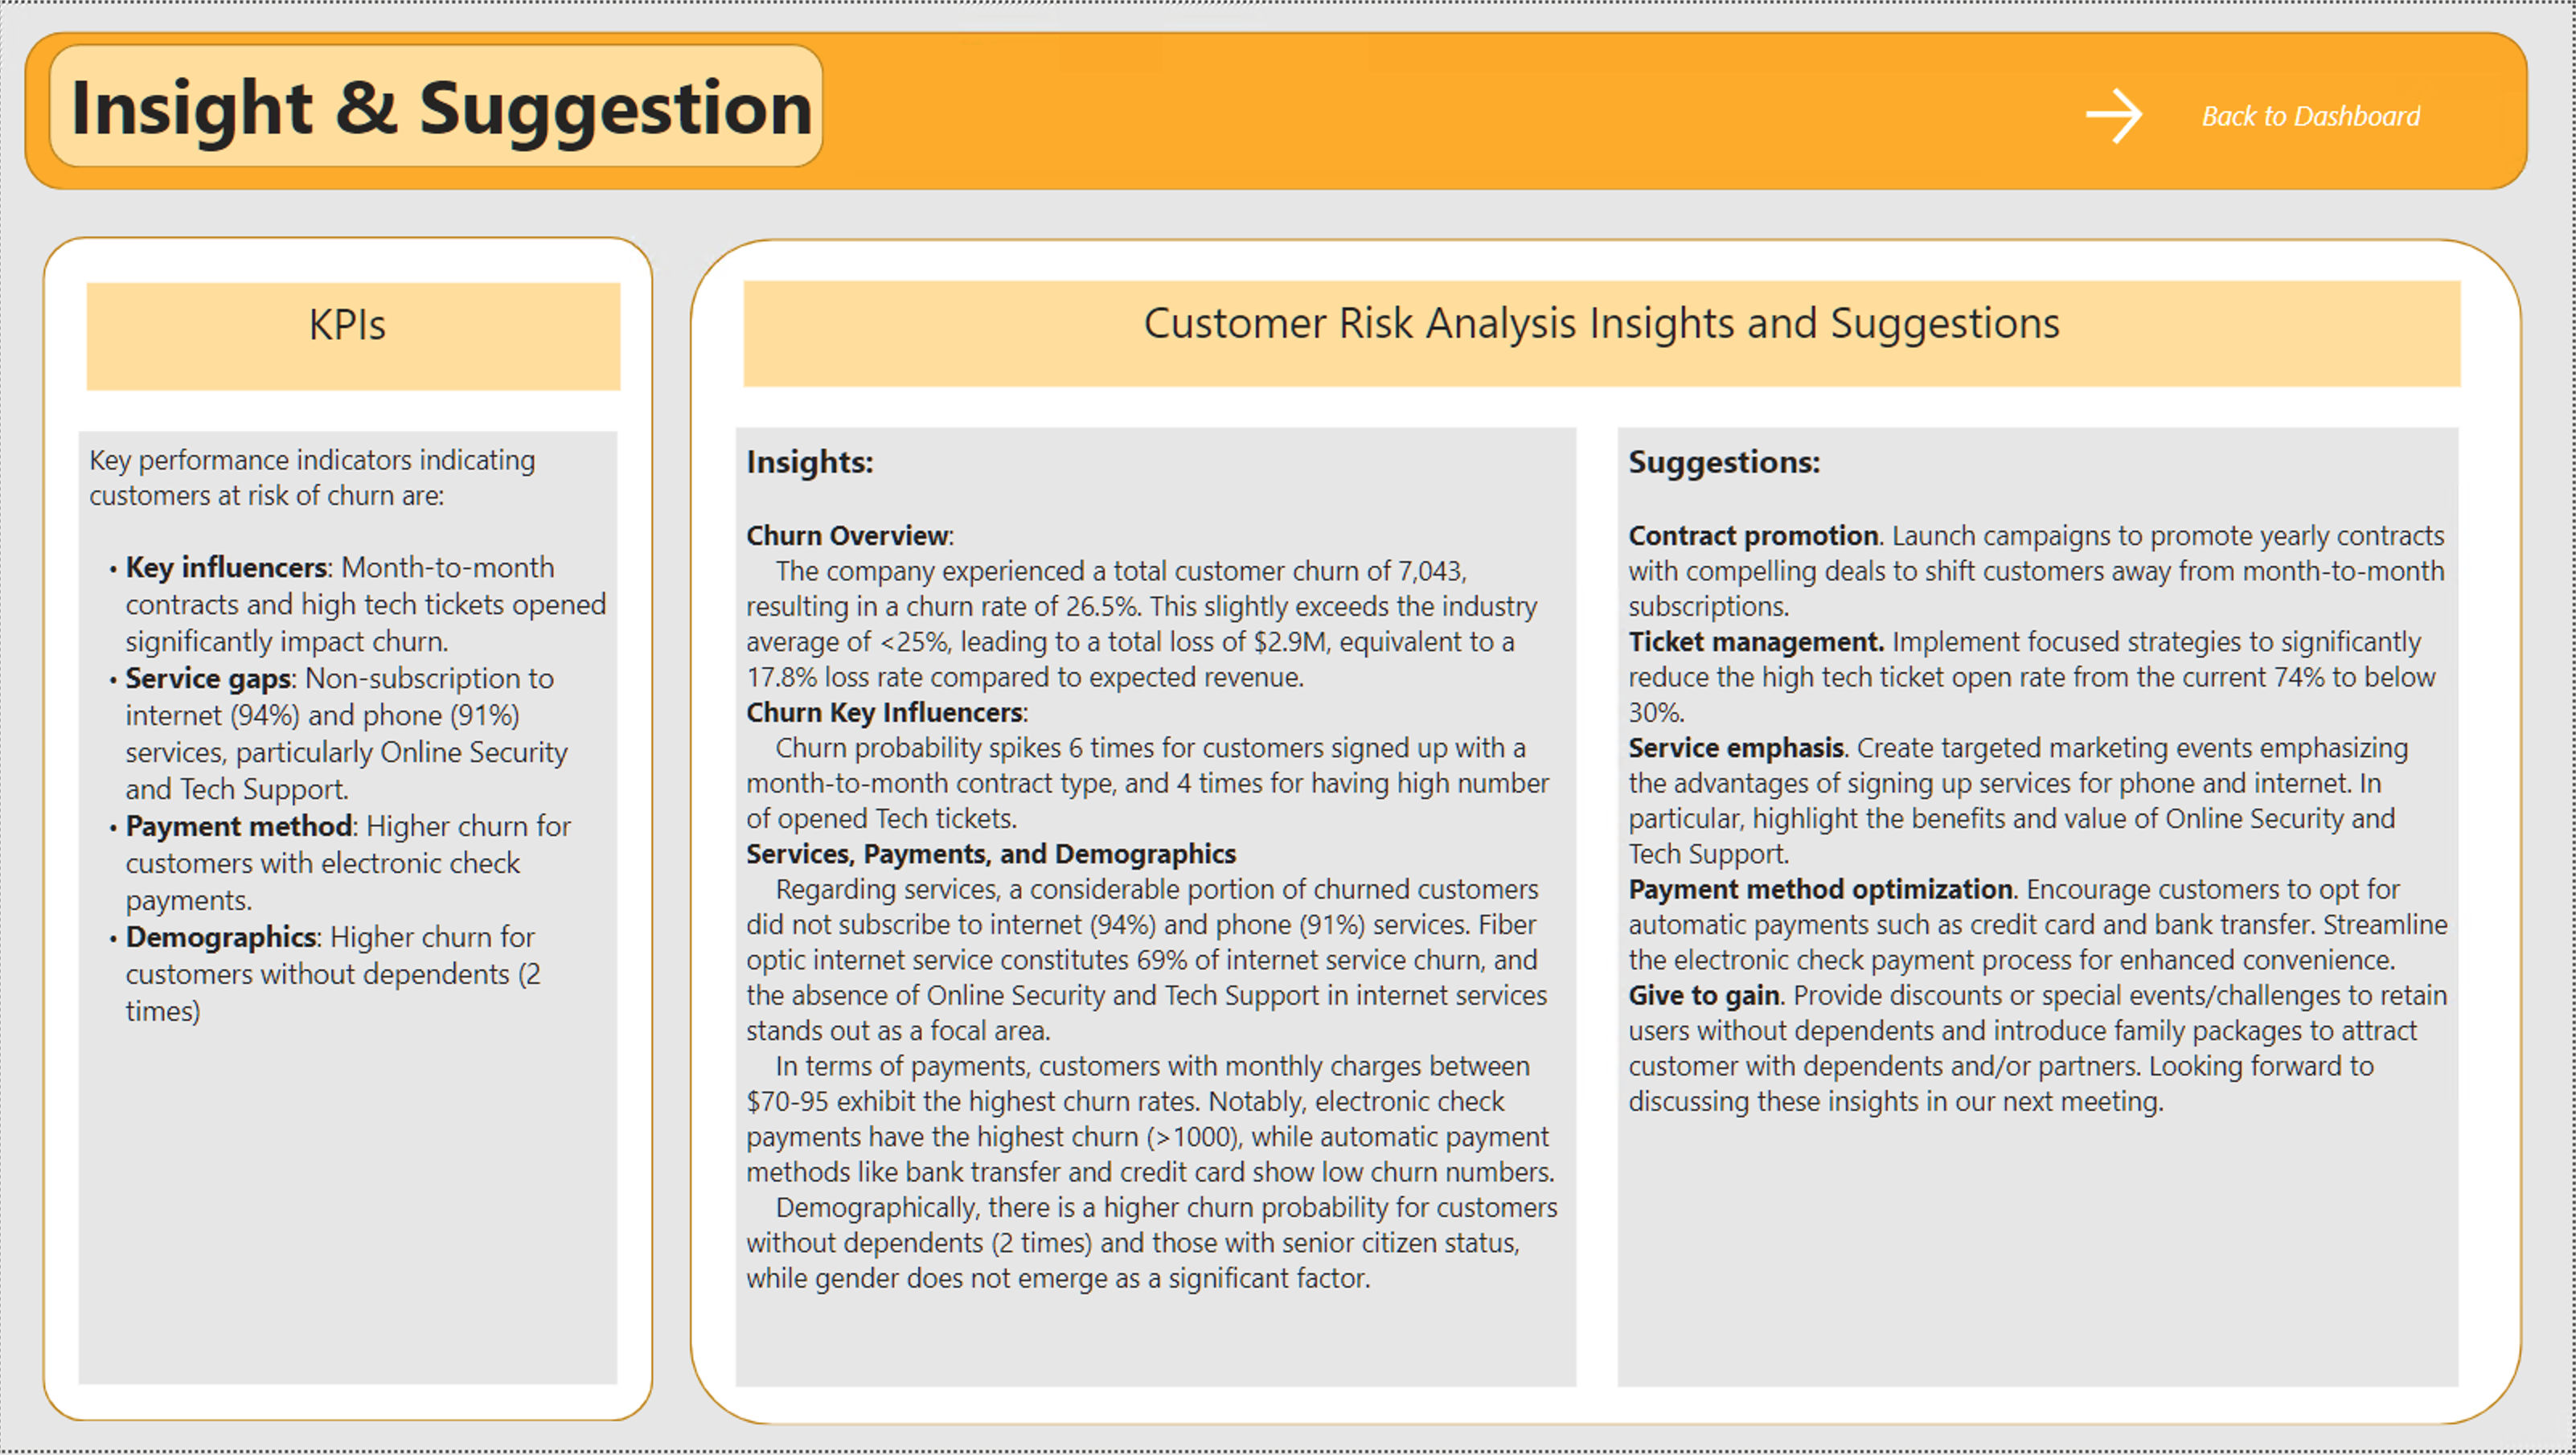 Insight & Suggestion
Back to Dashboard
KPIs
Key performance indicators indicating
customers at risk of churn are:
• Key influencers: Month-to-month
contracts and high tech tickets opened
significantly impact churn.
• Service gaps: Non-subscription to
internet (94%) and phone (91%)
services, particularly Online Security
and Tech Support.
• Payment method: Higher churn for
customers with electronic check
payments.
• Demographics: Higher churn for
customers without dependents (2
times)
Customer Risk Analysis Insights and Suggestions
Insights:
Churn Overview:
The company experienced a total customer churn of 7,043,
resulting in a churn rate of 26.5%. This slightly exceeds the industry
average of <25%, leading to a total loss of $2.9M, equivalent to a
17.8% loss rate compared to expected revenue.
Churn Key Influencers:
Churn probability spikes 6 times for customers signed up with a
month-to-month contract type, and 4 times for having high number
of opened Tech tickets.
Services, Payments, and Demographics
Regarding services, a considerable portion of churned customers
did not subscribe to internet (94%) and phone (91%) services. Fiber
optic internet service constitutes 69% of internet service churn, and
the absence of Online Security and Tech Support in internet services
stands out as a focal area.
In terms of payments, customers with monthly charges between
$70-95 exhibit the highest churn rates. Notably, electronic check
payments have the highest churn (>1000), while automatic payment
methods like bank transfer and credit card show low churn numbers.
Demographically, there is a higher churn probability for customers
without dependents (2 times) and those with senior citizen status,
while gender does not emerge as a significant factor.
Suggestions:
Contract promotion. Launch campaigns to promote yearly contracts
with compelling deals to shift customers away from month-to-month
subscriptions.
Ticket management. Implement focused strategies to significantly
reduce the high tech ticket open rate from the current 74% to below
30%.
Service emphasis. Create targeted marketing events emphasizing
the advantages of signing up services for phone and internet. In
particular, highlight the benefits and value of Online Security and
Tech Support.
Payment method optimization. Encourage customers to opt for
automatic payments such as credit card and bank transfer. Streamline
the electronic check payment process for enhanced convenience.
Give to gain. Provide discounts or special events/challenges to retain
users without dependents and introduce family packages to attract
customer with dependents and/or partners. Looking forward to
discussing these insights in our next meeting.